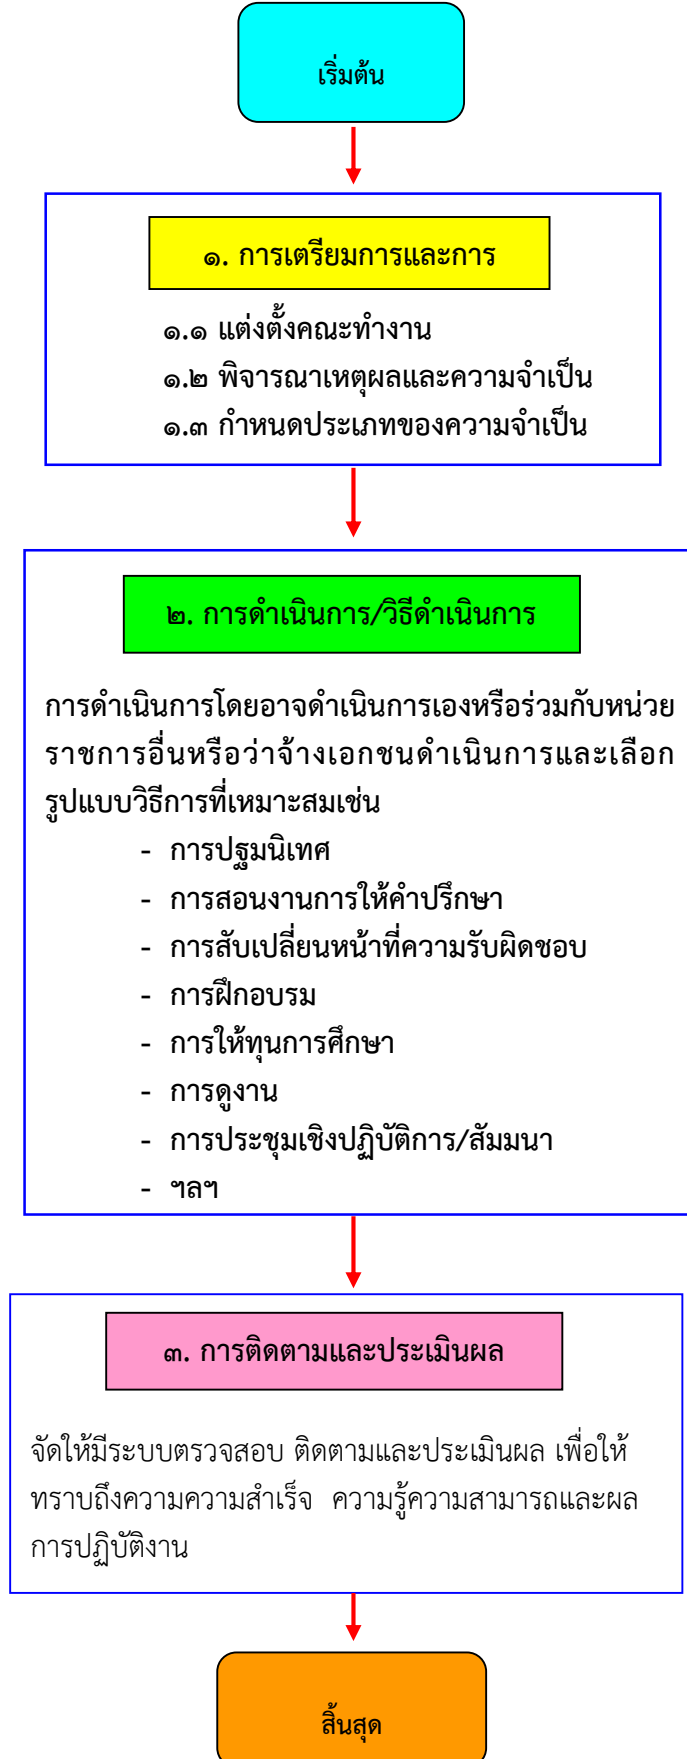 เริ่มต้น
๑. การเตรียมการและการ
๑.๑ แต่งตั้งคณะทำงาน
๑.๒ พิจารณาเหตุผลและความจำเป็น
๑.๓ กำหนดประเภทของความจำเป็น
๒. การดำเนินการ/วิธีดำเนินการ
การดำเนินการโดยอาจดำเนินการเองหรือร่วมกับหน่วย
ราชการอื่นหรือว่าจ้างเอกชนดำเนินการและเลือก
รูปแบบวิธีการที่เหมาะสมเช่น
- การปฐมนิเทศ
- การสอนงานการให้คำปรึกษา
- การสับเปลี่ยนหน้าที่ความรับผิดชอบ
- การฝึกอบรม
- การให้ทุนการศึกษา
- การดูงาน
- การประชุมเชิงปฏิบัติการ/สัมมนา
- ฯลฯ
๓. การติดตามและประเมินผล
จัดให้มีระบบตรวจสอบ ติดตามและประเมินผล เพื่อให้
ทราบถึงความความสำเร็จ ความรู้ความสามารถและผล
การปฏิบัติงาน
สิ้นสุด